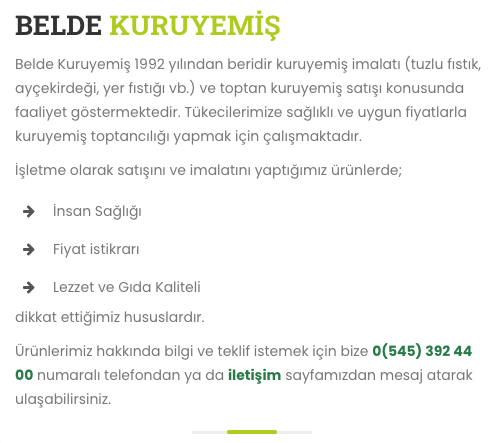 BELDE KURUYEMİŞ
Belde Kuruyemiş 1992 yılından beridir kuruyemiş imalatı (tuzlu fıstık,
ayçekirdeği, yer fıstığı vb.) ve toptan kuruyemiş satışı konusunda
faaliyet göstermektedir. Tükecilerimize sağlıklı ve uygun fiyatlarla
kuruyemiş toptancılığı yapmak için çalışmaktadır.
İşletme olarak satışını ve imalatını yaptığımız ürünlerde;
İnsan Sağlığı
Fiyat istikrarı
Lezzet ve Gıda Kaliteli
dikkat ettiğimiz hususlardır.
Ürünlerimiz hakkında bilgi ve teklif istemek için bize 0(545) 392 44
00 numaralı telefondan ya da iletişim sayfamızdan mesaj atarak
ulaşabilirsiniz.